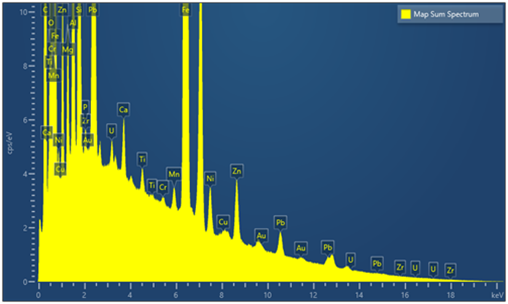 Map Sum Spectrum
C Zn Si Pb Fe
O Al
Fe
Cr Mg
Ti
Mn
P
Ca Zr U Ca
Ni Au
Cu
Ti Ti Cr Mn Ni Cu Zn Au Pb Au Pb U Pb Zr U U Zr
cps/eV
10
8
6
4
2
0
0 2 4 6 8 10 12 14 16 18 keV